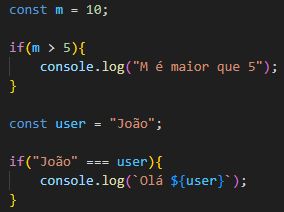 const m = 10;

if(m > 5){
    console.log("M é maior que 5");
}

const user = "João";

if("João" === user){
    console.log(`Olá ${user}`);
}